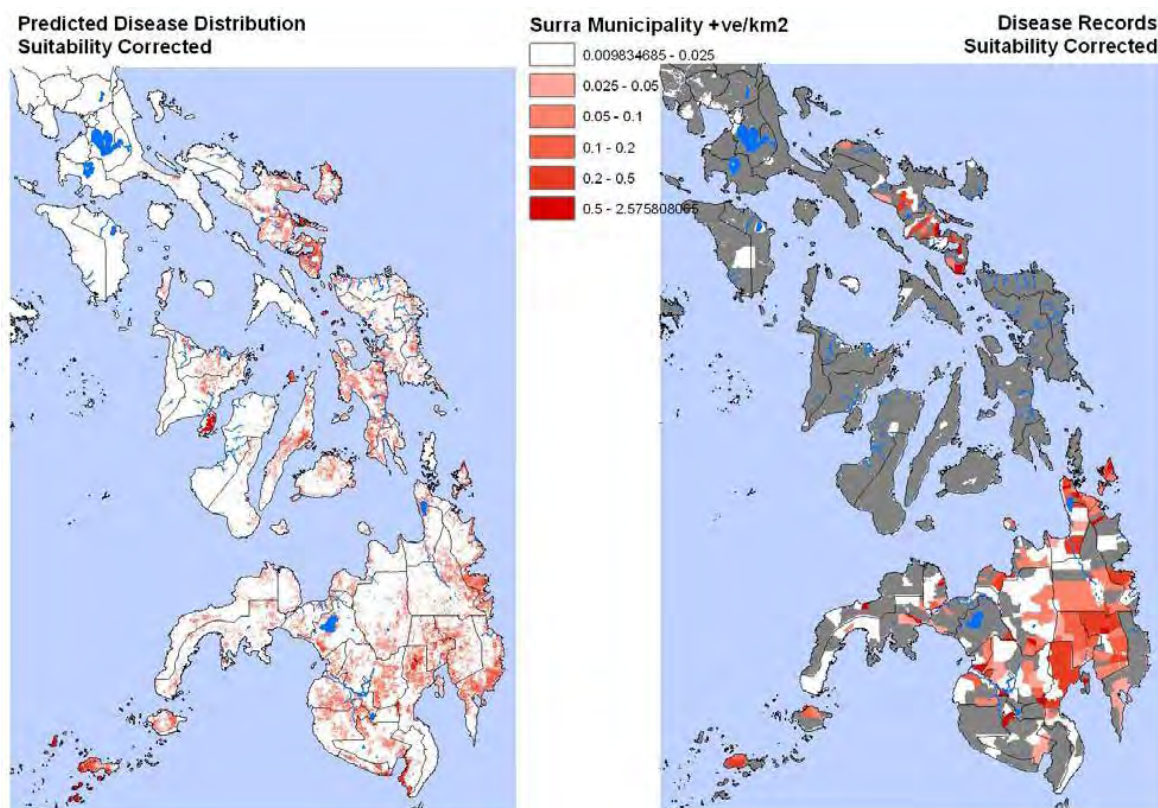 Predicted Disease Distribution
Suitability Corrected
Surra Municipality +ve/km2
0.009834685 - 0.025
0.025 - 0.05
0.05 - 0.1
0.1 - 0.2
0.2 - 0.5
0.5 - 2.575808065
Disease Records
Suitability Corrected